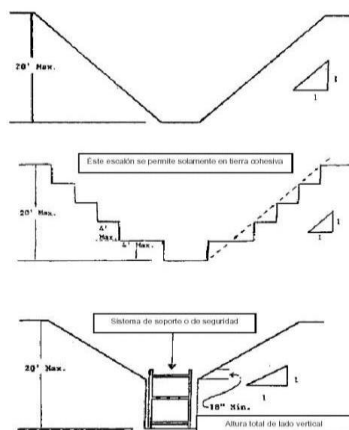 20' Max.
1
1
Éste escalón se permite solamente en tierra cohesiva
20' Max.
4'
Max.
4' Max.
1
1
Sistema de soporte o de seguridad
20' Max.
1
1
18" Min.
Altura total de lado vertical